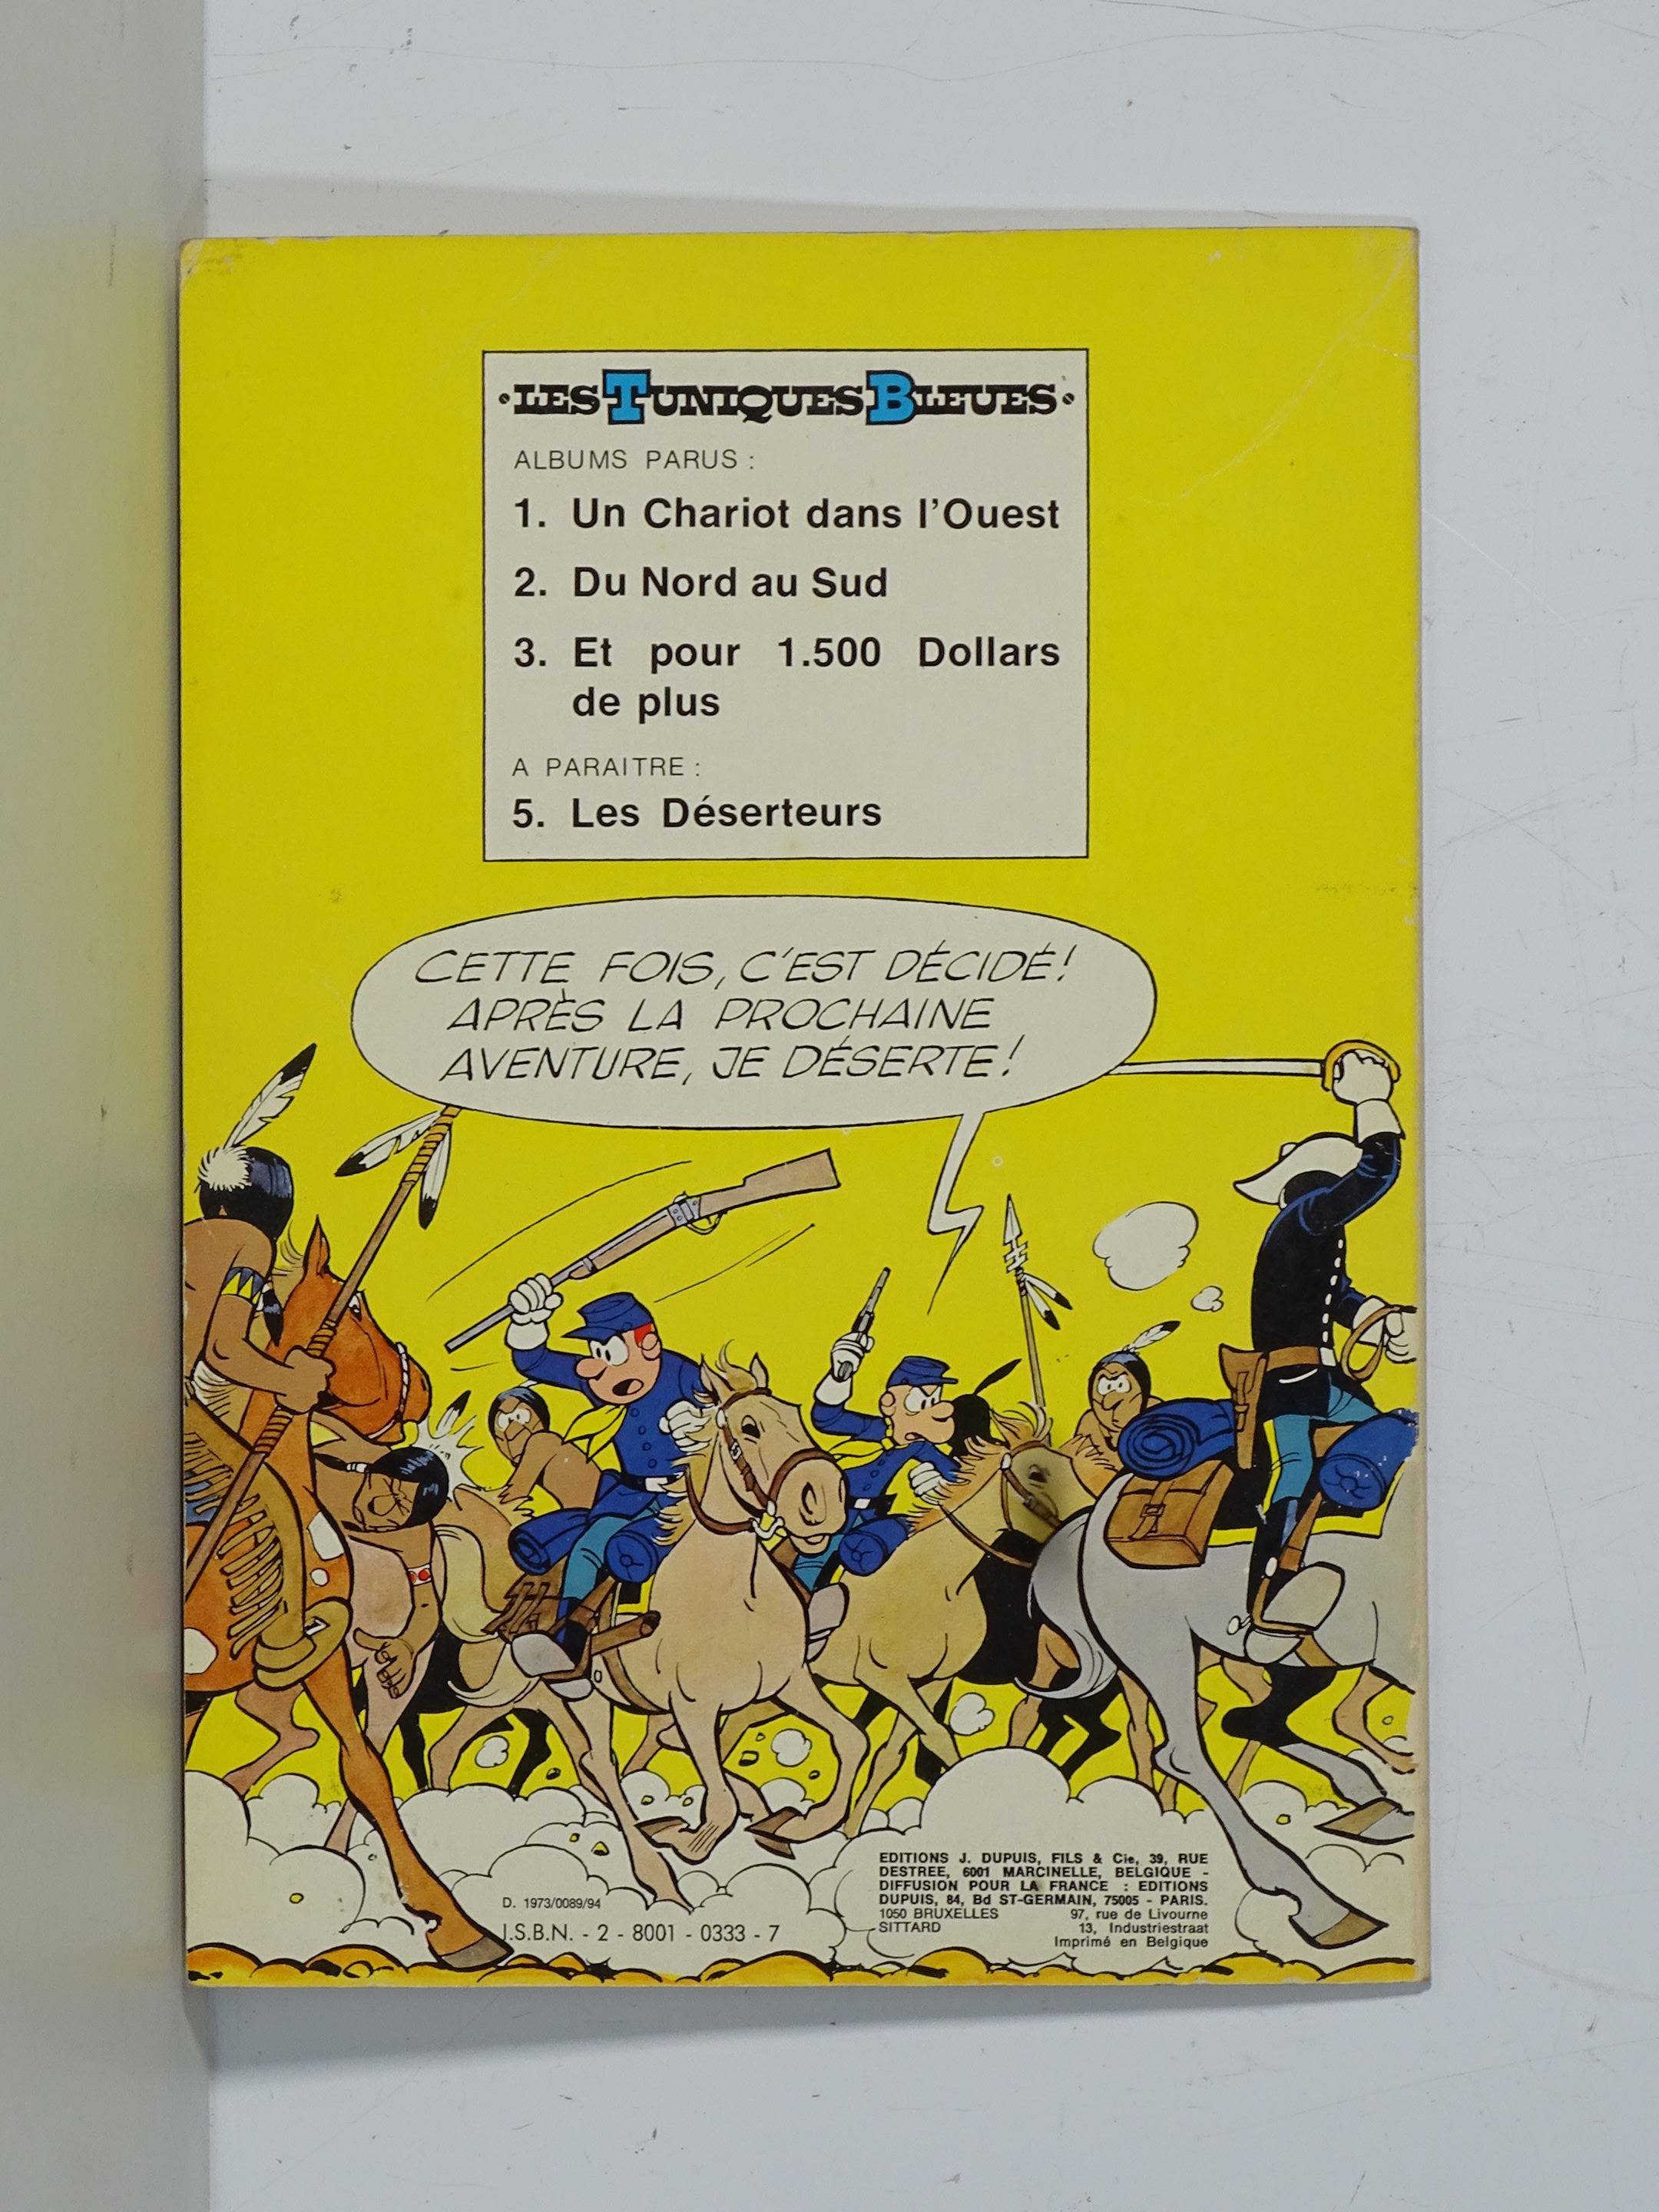 •LES TUNIQUES BLEUES•
ALBUMS PARUS :
1. Un Chariot dans l'Ouest
2. Du Nord au Sud
3. Et pour 1.500 Dollars
de plus
A PARAITRE :
5. Les Déserteurs
CETTE FOIS, C'EST DÉCIDÉ!
APRÈS LA PROCHAINE
AVENTURE, JE DÉSERTE!
D. 1973/0089/94
I.S.B.N. - 2 - 8001 - 0333 - 7
EDITIONS J. DUPUIS, FILS & Cie, 39, RUE
DESTREE, 6001 MARCINELLE, BELGIQUE -
DIFFUSION POUR LA FRANCE : EDITIONS
DUPUIS, 84, Bd ST-GERMAIN, 75005 - PARIS.
1050 BRUXELLES 97, rue de Livourne
SITTARD 13, Industriestraat
Imprimé en Belgique